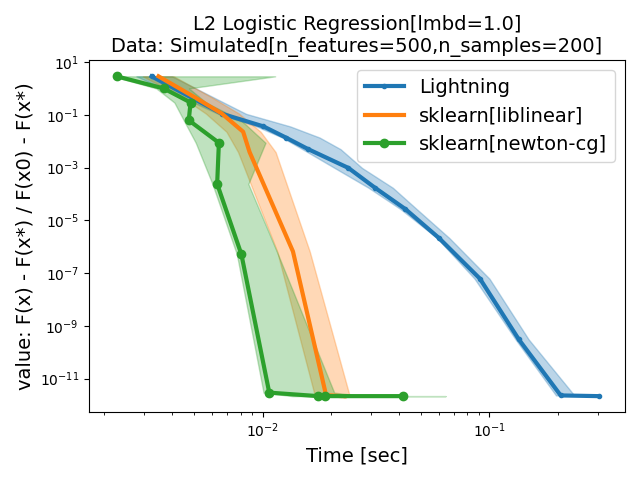 L2 Logistic Regression[lmbd=1.0]
Data: Simulated[n_features=500,n_samples=200]
value: F(x) - F(x*) / F(x0) - F(x*)
10¹
10⁻¹
10⁻³
10⁻⁵
10⁻⁷
10⁻⁹
10⁻¹¹
Lightning
sklearn[liblinear]
sklearn[newton-cg]
10⁻²
10⁻¹
Time [sec]